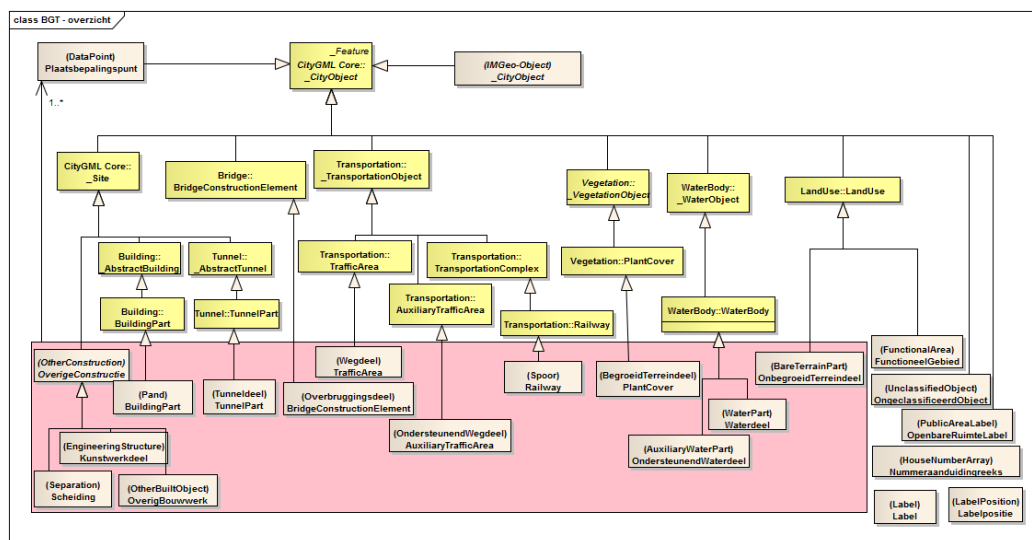 class BGT - overzicht
(DataPoint)
Plaatsbepalingspunt
_Feature
CityGML Core::
_CityObject
(IMGeo-Object)
_CityObject
1..*
CityGML Core::
_Site
Bridge::
BridgeConstructionElement
Transportation::
_TransportationObject
Vegetation::
_VegetationObject
WaterBody::
_WaterObject
LandUse::LandUse
Building::
_AbstractBuilding
Tunnel::
_AbstractTunnel
Transportation::
TrafficArea
Transportation::
TransportationComplex
Vegetation::PlantCover
Building::
BuildingPart
Tunnel::TunnelPart
Transportation::
AuxiliaryTrafficArea
Transportation::Railway
WaterBody::WaterBody
(OtherConstruction)
OverigeConstructie
(Pand)
BuildingPart
(Tunneldeel)
TunnelPart
(Overbruggingsdeel)
BridgeConstructionElement
(Wegdeel)
TrafficArea
(Spoor)
Railway
(BegroeidTerreindeel)
PlantCover
(BareTerrainPart)
OnbegroeidTerreindeel
(FunctionalArea)
FunctioneelGebied
(UnclassifiedObject)
OngeclassificeerdObject
(WaterPart)
Waterdeel
(PublicAreaLabel)
OpenbareRuimteLabel
(EngineeringStructure)
Kunstwerkdeel
(OndersteunendWegdeel)
AuxiliaryTrafficArea
(AuxiliaryWaterPart)
OndersteunendWaterdeel
(HouseNumberArray)
Nummeraanduidingreeks
(Separation)
Scheiding
(OtherBuiltObject)
OverigBouwwerk
(Label)
Label
(LabelPosition)
Labelpositie